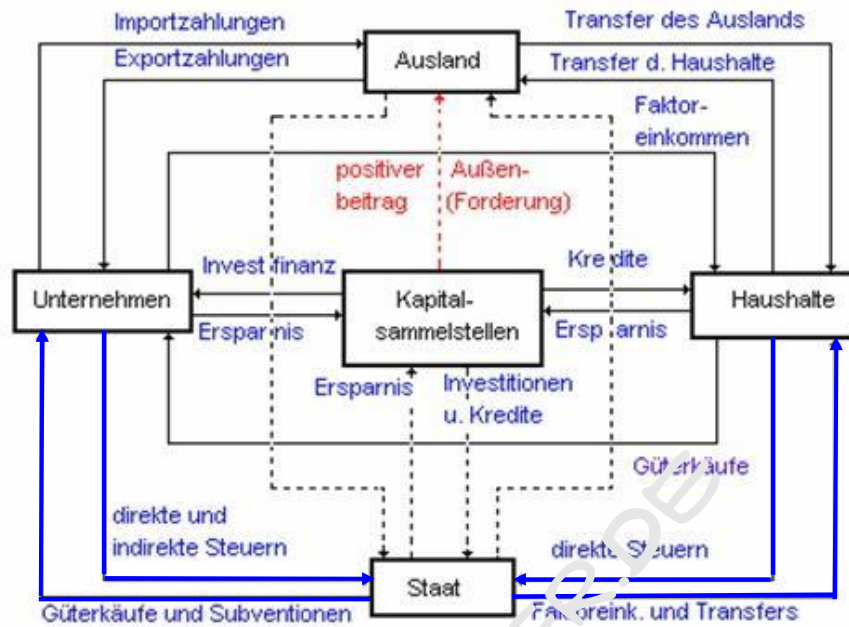 Importzahlungen
Transfer des Auslands
Ausland
Exportzahlungen
Transfer d. Haushalte
Faktor-
einkommen
positiver Außen-
beitrag (Forderung)
Invest finanz
Kredite
Unternehmen
Kapital-
sammelstellen
Haushalte
Ersparnis
Ersparnis
Ersparnis
Investitionen
u. Kredite
Güterkäufe
direkte und
indirekte Steuern
direkte Steuern
Staat
Güterkäufe und Subventionen
Faktoreink. und Transfers